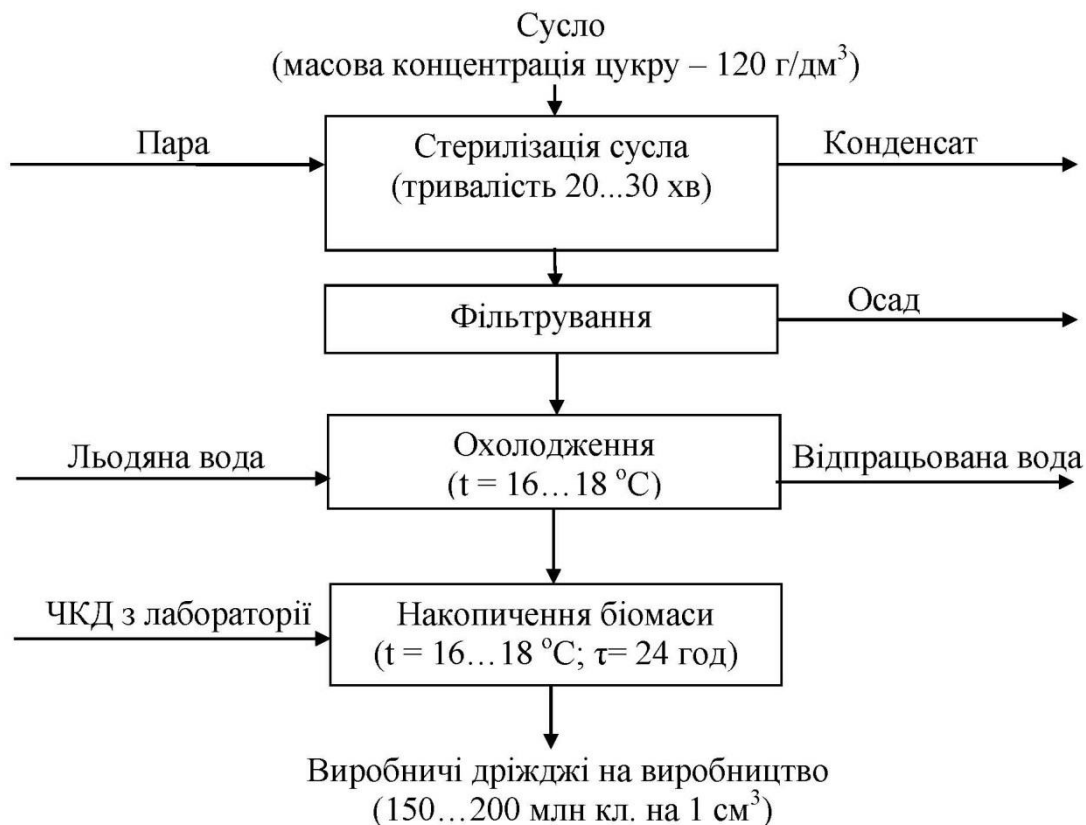 Сусло
(масова концентрація цукру – 120 г/дм³)
Пара
Стерилізація сусла
(тривалість 20...30 хв)
Конденсат
Фільтрування
Осад
Льодяна вода
Охолодження
(t = 16…18 °С)
Відпрацьована вода
ЧКД з лабораторії
Накопичення біомаси
(t = 16…18 °С; τ= 24 год)
Виробничі дріжджі на виробництво
(150…200 млн кл. на 1 см³)